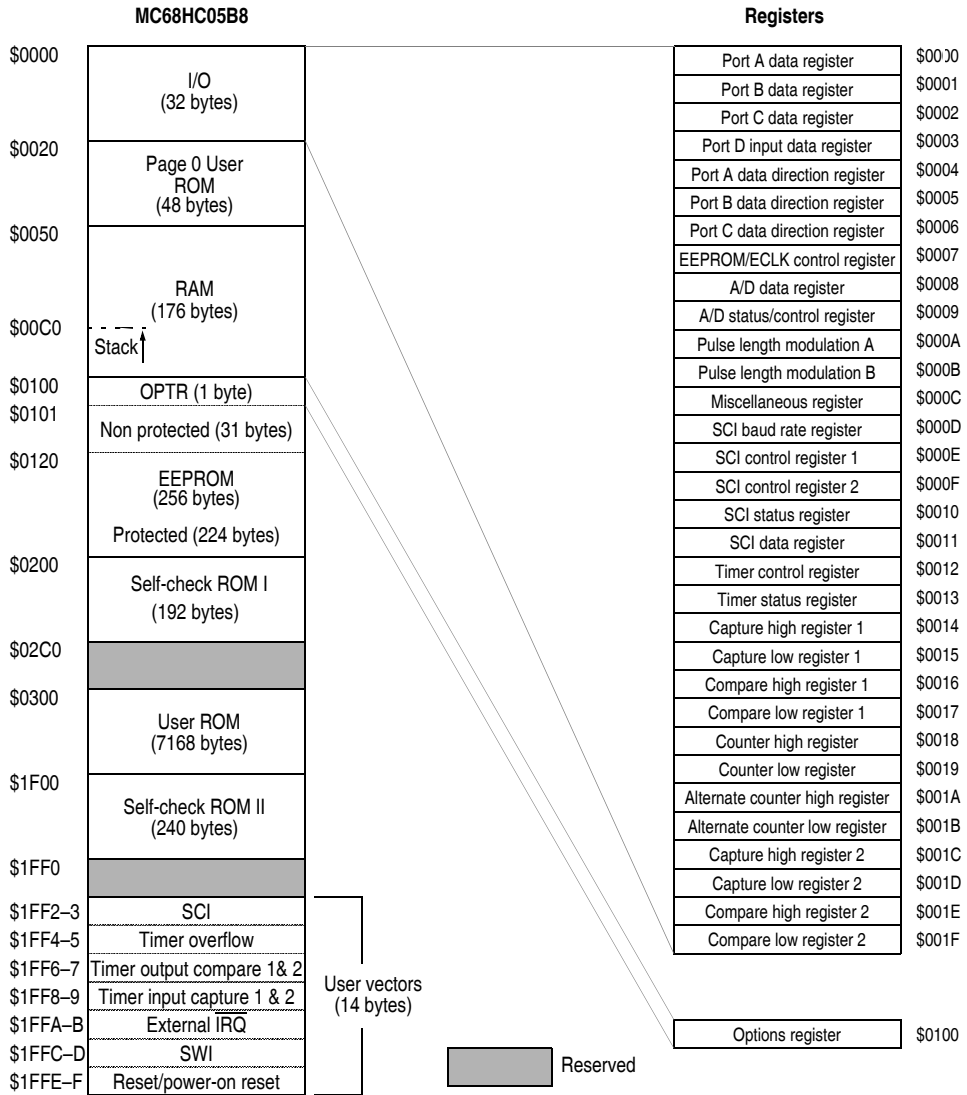 MC68HC05B8
Registers
$0000
I/O
(32 bytes)
$0020
Page 0 User
ROM
(48 bytes)
$0050
RAM
(176 bytes)
$00C0
Stack
$0100
OPTR (1 byte)
$0101
Non protected (31 bytes)
$0120
EEPROM
(256 bytes)
Protected (224 bytes)
$0200
Self-check ROM I
(192 bytes)
$02C0
$0300
User ROM
(7168 bytes)
$1F00
Self-check ROM II
(240 bytes)
$1FF0
$1FF2–3 SCI
$1FF4–5 Timer overflow
$1FF6–7 Timer output compare 1& 2
$1FF8–9 Timer input capture 1 & 2
$1FFA–B External IRQ
$1FFC–D SWI
$1FFE–F Reset/power-on reset
User vectors
(14 bytes)
Reserved
Port A data register $0000
Port B data register $0001
Port C data register $0002
Port D input data register $0003
Port A data direction register $0004
Port B data direction register $0005
Port C data direction register $0006
EEPROM/ECLK control register $0007
A/D data register $0008
A/D status/control register $0009
Pulse length modulation A $000A
Pulse length modulation B $000B
Miscellaneous register $000C
SCI baud rate register $000D
SCI control register 1 $000E
SCI control register 2 $000F
SCI status register $0010
SCI data register $0011
Timer control register $0012
Timer status register $0013
Capture high register 1 $0014
Capture low register 1 $0015
Compare high register 1 $0016
Compare low register 1 $0017
Counter high register $0018
Counter low register $0019
Alternate counter high register $001A
Alternate counter low register $001B
Capture high register 2 $001C
Capture low register 2 $001D
Compare high register 2 $001E
Compare low register 2 $001F
Options register $0100